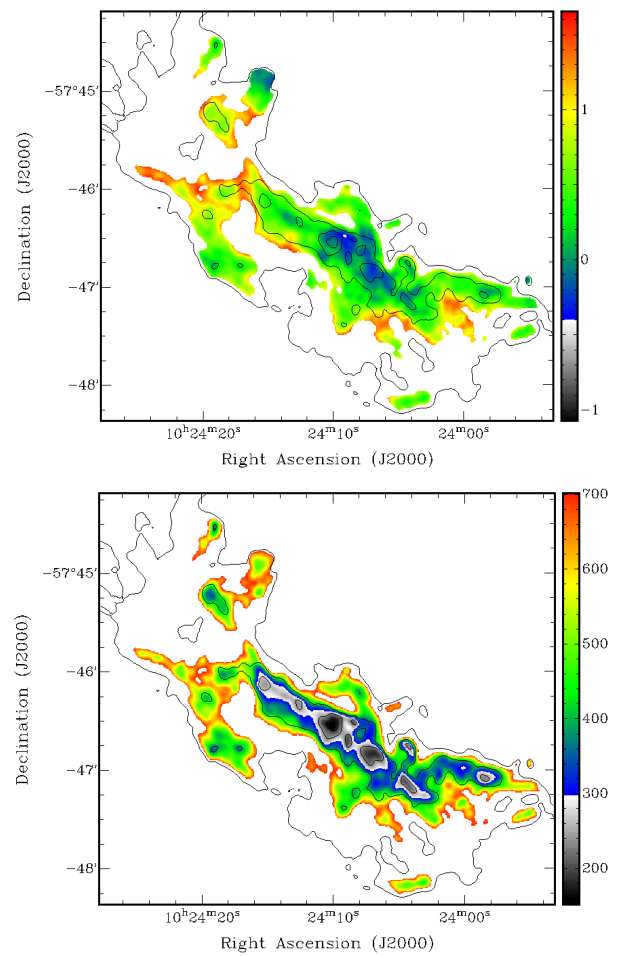 1
−57°45′
Declination (J2000)
−46′
0
−47′
−48′
−1
10ʰ24ᵐ20ˢ
24ᵐ10ˢ
24ᵐ00ˢ
Right Ascension (J2000)
700
−57°45′
600
500
Declination (J2000)
−46′
400
−47′
300
−48′
200
10ʰ24ᵐ20ˢ
24ᵐ10ˢ
24ᵐ00ˢ
Right Ascension (J2000)